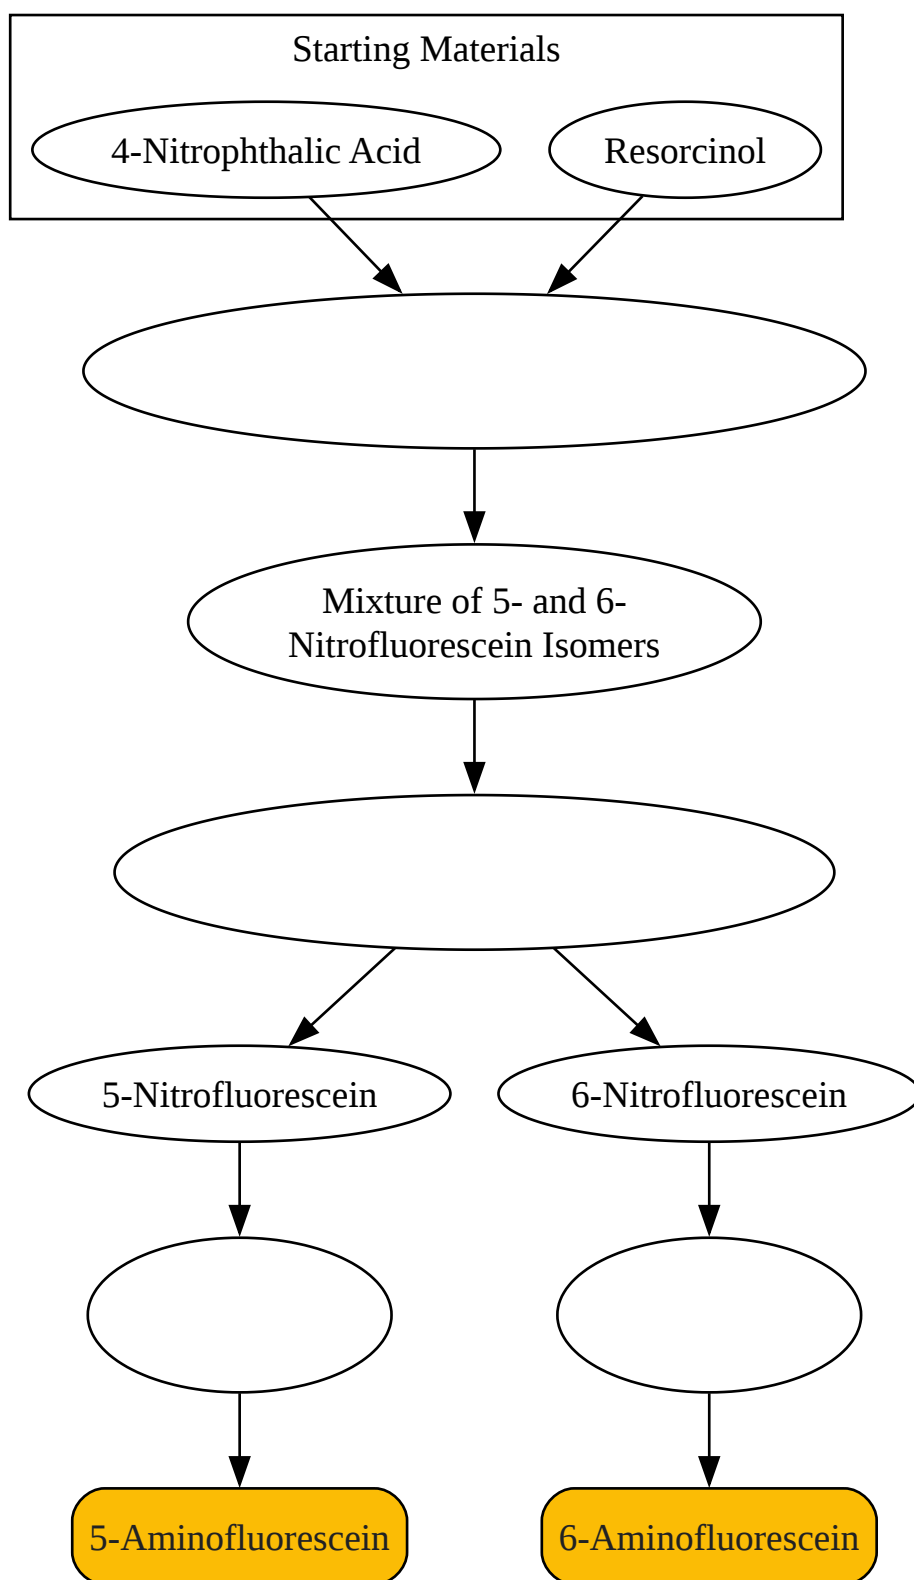 Starting Materials
4-Nitrophthalic Acid
Resorcinol
Mixture of 5- and 6-
Nitrofluorescein Isomers
5-Nitrofluorescein
6-Nitrofluorescein
5-Aminofluorescein
6-Aminofluorescein